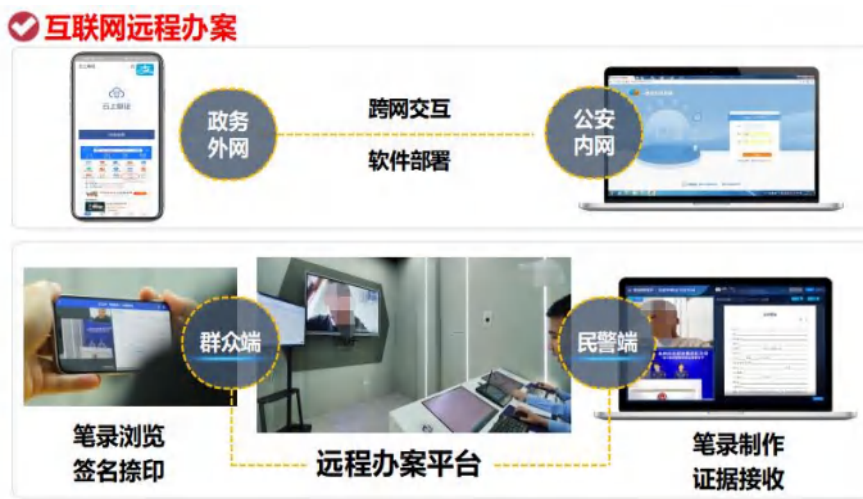 互联网远程办案
政务
外网
跨网交互
软件部署
公安
内网
群众端
民警端
笔录浏览
签名捺印
远程办案平台
笔录制作
证据接收